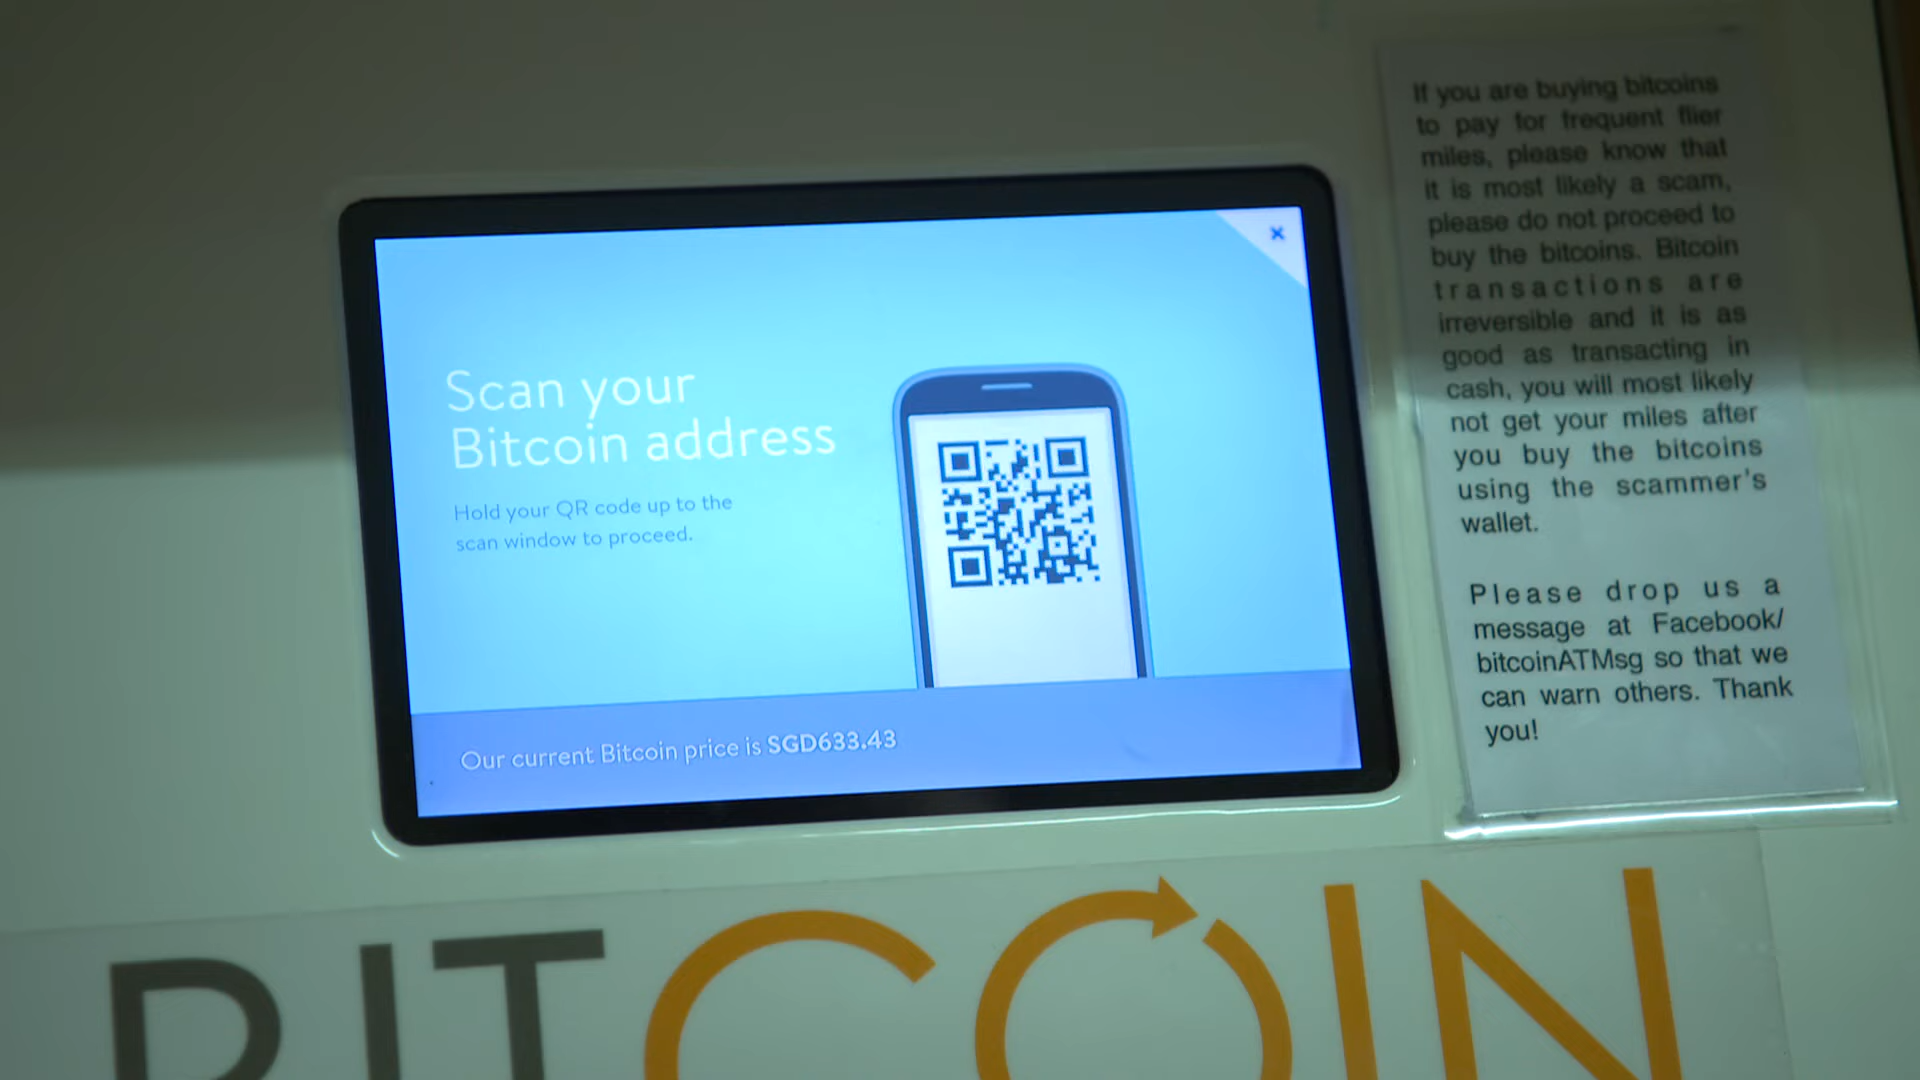 Scan your
Bitcoin address
Hold your QR code up to the
scan window to proceed.
Our current Bitcoin price is SGD633.43
If you are buying bitcoins
to pay for frequent flier
miles, please know that
it is most likely a scam,
please do not proceed to
buy the bitcoins. Bitcoin
transactions are
irreversible and it is as
good as transacting in
cash, you will most likely
not get your miles after
you buy the bitcoins
using the scammer's
wallet.
Please drop us a
message at Facebook/
bitcoinATMsg so that we
can warn others. Thank
you!
BITCOIN